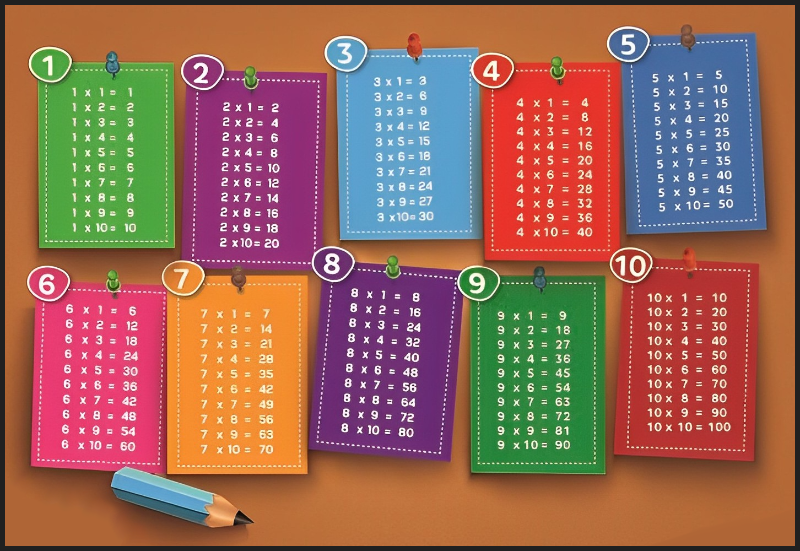 1
1 x 1 = 1
1 x 2 = 2
1 x 3 = 3
1 x 4 = 4
1 x 5 = 5
1 x 6 = 6
1 x 7 = 7
1 x 8 = 8
1 x 9 = 9
1 x 10 = 10
2
2 x 1 = 2
2 x 2 = 4
2 x 3 = 6
2 x 4 = 8
2 x 5 = 10
2 x 6 = 12
2 x 7 = 14
2 x 8 = 16
2 x 9 = 18
2 x 10 = 20
3
3 x 1 = 3
3 x 2 = 6
3 x 3 = 9
3 x 4 = 12
3 x 5 = 15
3 x 6 = 18
3 x 7 = 21
3 x 8 = 24
3 x 9 = 27
3 x 10 = 30
4
4 x 1 = 4
4 x 2 = 8
4 x 3 = 12
4 x 4 = 16
4 x 5 = 20
4 x 6 = 24
4 x 7 = 28
4 x 8 = 32
4 x 9 = 36
4 x 10 = 40
5
5 x 1 = 5
5 x 2 = 10
5 x 3 = 15
5 x 4 = 20
5 x 5 = 25
5 x 6 = 30
5 x 7 = 35
5 x 8 = 40
5 x 9 = 45
5 x 10 = 50
6
6 x 1 = 6
6 x 2 = 12
6 x 3 = 18
6 x 4 = 24
6 x 5 = 30
6 x 6 = 36
6 x 7 = 42
6 x 8 = 48
6 x 9 = 54
6 x 10 = 60
7
7 x 1 = 7
7 x 2 = 14
7 x 3 = 21
7 x 4 = 28
7 x 5 = 35
7 x 6 = 42
7 x 7 = 49
7 x 8 = 56
7 x 9 = 63
7 x 10 = 70
8
8 x 1 = 8
8 x 2 = 16
8 x 3 = 24
8 x 4 = 32
8 x 5 = 40
8 x 6 = 48
8 x 7 = 56
8 x 8 = 64
8 x 9 = 72
8 x 10 = 80
9
9 x 1 = 9
9 x 2 = 18
9 x 3 = 27
9 x 4 = 36
9 x 5 = 45
9 x 6 = 54
9 x 7 = 63
9 x 8 = 72
9 x 9 = 81
9 x 10 = 90
10
10 x 1 = 10
10 x 2 = 20
10 x 3 = 30
10 x 4 = 40
10 x 5 = 50
10 x 6 = 60
10 x 7 = 70
10 x 8 = 80
10 x 9 = 90
10 x 10 = 100